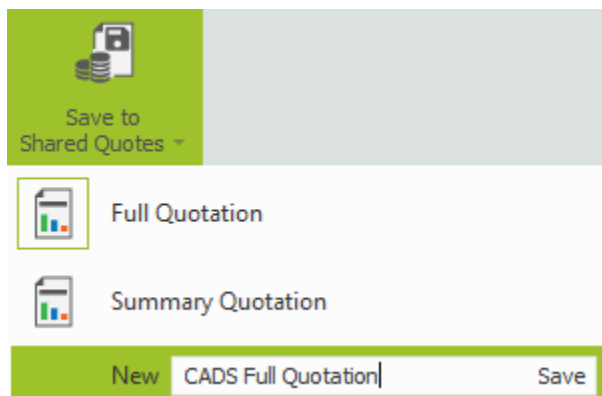 Save to
Shared Quotes
Full Quotation
Summary Quotation
New CADS Full Quotation Save